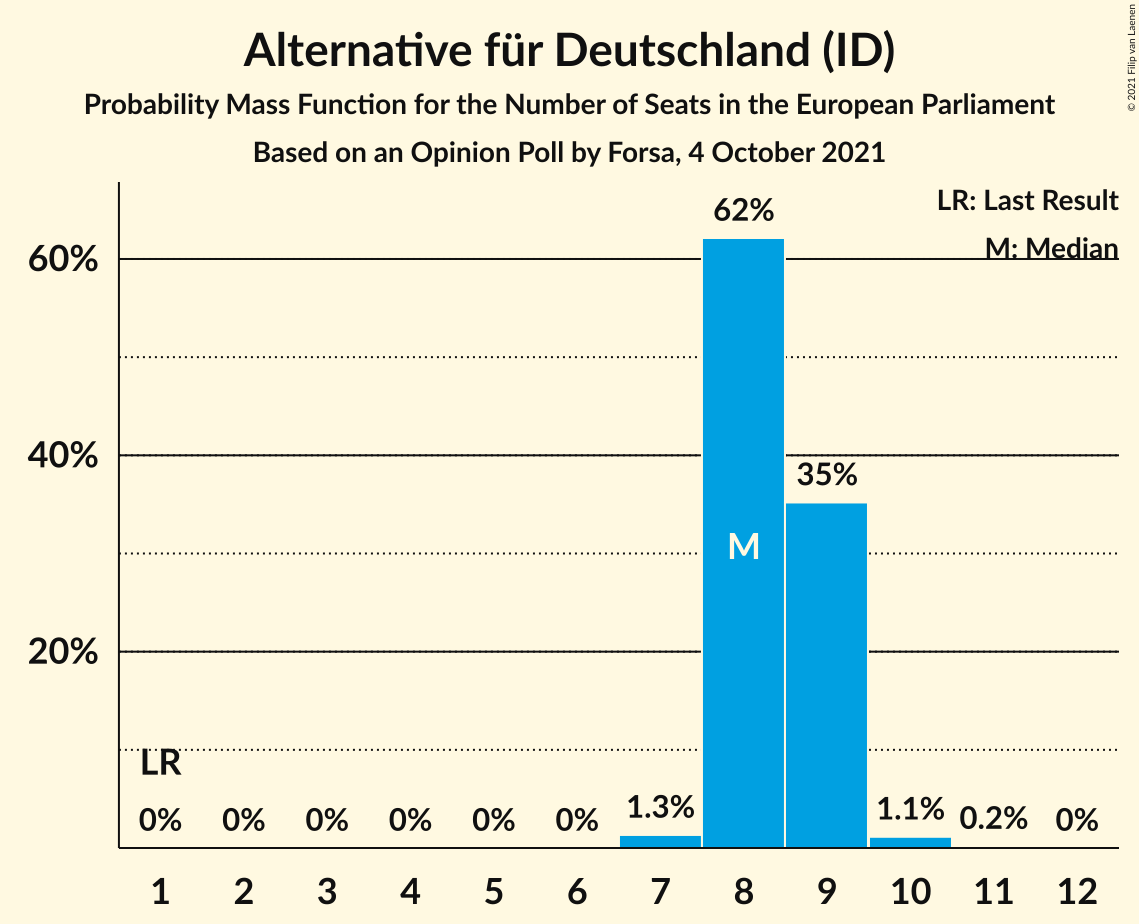 Alternative für Deutschland (ID)
Probability Mass Function for the Number of Seats in the European Parliament
Based on an Opinion Poll by Forsa, 4 October 2021
© 2021 Filip van Laenen
LR: Last Result
M: Median
62%
60%
40%
35%
M
20%
LR
0% 0% 0% 0% 0% 0% 1.3% 1.1% 0.2% 0%
1 2 3 4 5 6 7 8 9 10 11 12